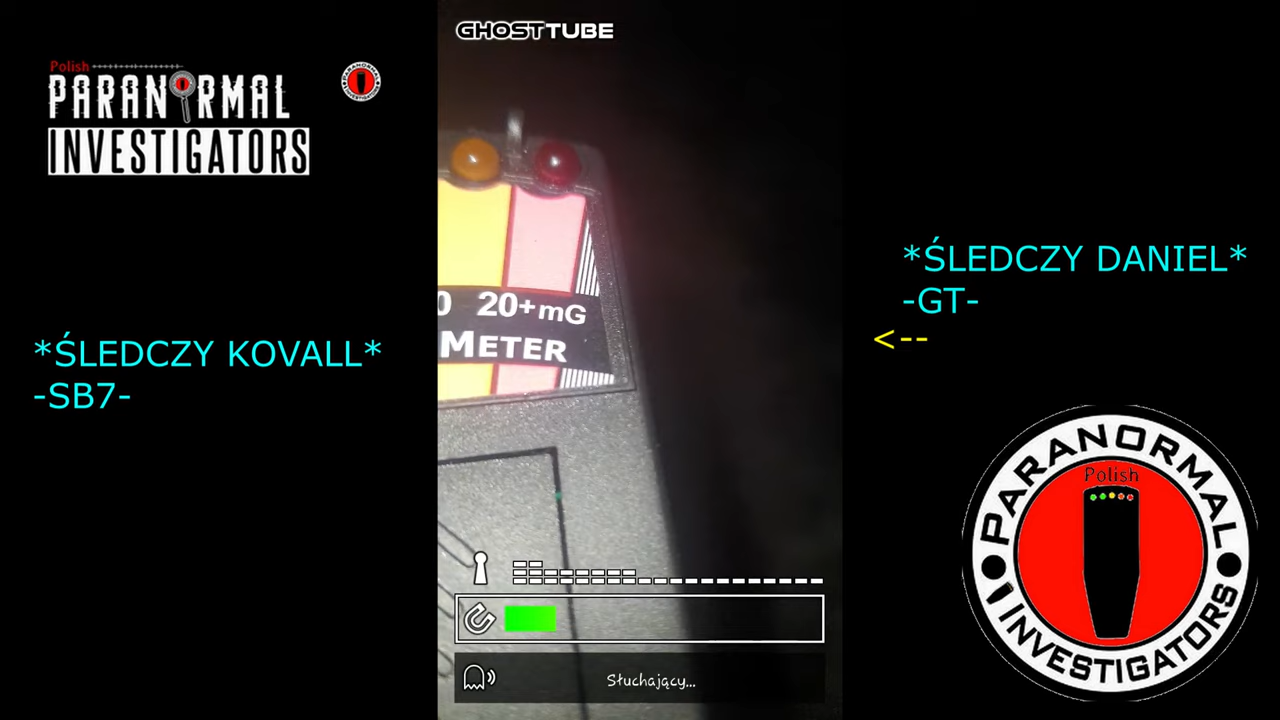 GHOSTTUBE
Polish
PARANORMAL
INVESTIGATORS
0 20+mG
METER
*ŚLEDCZY DANIEL*
-GT-
<--
*ŚLEDCZY KOVALL*
-SB7-
PARANORMAL
Polish
INVESTIGATORS
Słuchający...